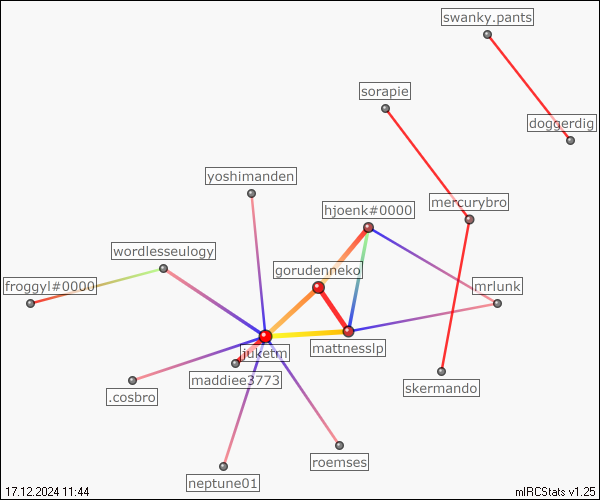 swanky.pants
sorapie
doggerdig
yoshimanden
mercurybro
hjoenk#0000
wordlesseulogy
gorudenneko
froggyl#0000
mrlunk
mattnesslp
juketm
maddiee3773
skermando
.cosbro
roemses
neptune01
17.12.2024 11:44
mIRCStats v1.25